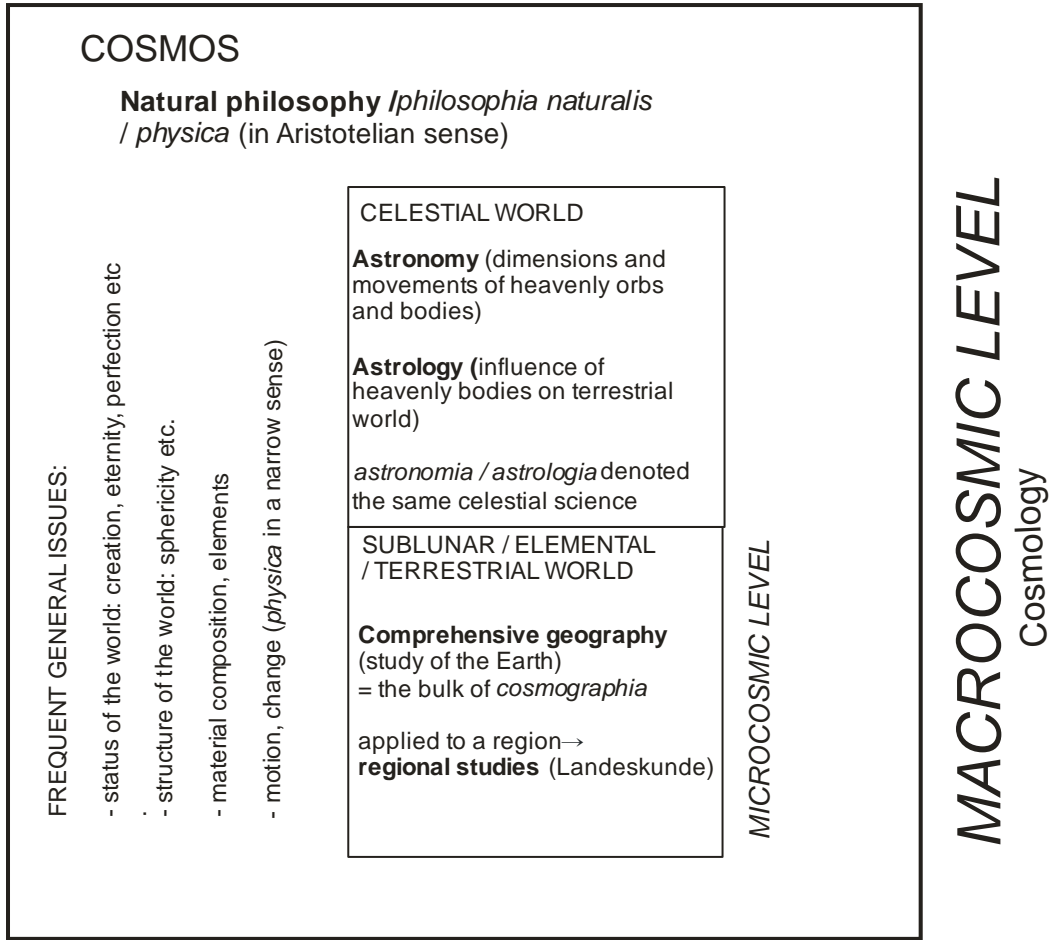 COSMOS
Natural philosophy /philosophia naturalis
/ physica (in Aristotelian sense)
FREQUENT GENERAL ISSUES:
- status of the world: creation, eternity, perfection etc
.
- structure of the world: sphericity etc.
- material composition, elements
- motion, change (physica in a narrow sense)
CELESTIAL WORLD
Astronomy (dimensions and
movements of heavenly orbs
and bodies)
Astrology (influence of
heavenly bodies on terrestrial
world)
astronomia / astrologia denoted
the same celestial science
SUBLUNAR / ELEMENTAL
/ TERRESTRIAL WORLD
Comprehensive geography
(study of the Earth)
= the bulk of cosmographia
applied to a region→
regional studies (Landeskunde)
MICROCOSMIC LEVEL
MACROCOSMIC LEVEL
Cosmology